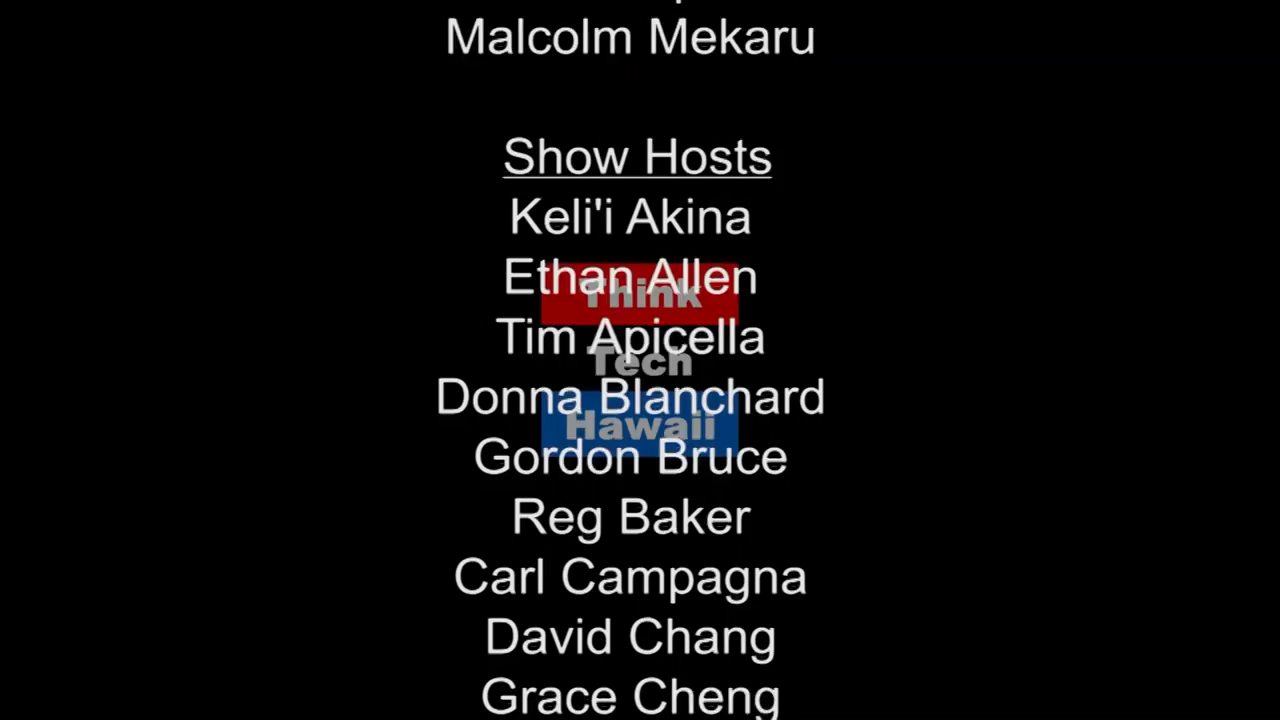 Malcolm Mekaru
Show Hosts
Keli'i Akina
Ethan Allen
Think
Tim Apicella
Tech
Donna Blanchard
Hawaii
Gordon Bruce
Reg Baker
Carl Campagna
David Chang
Grace Cheng